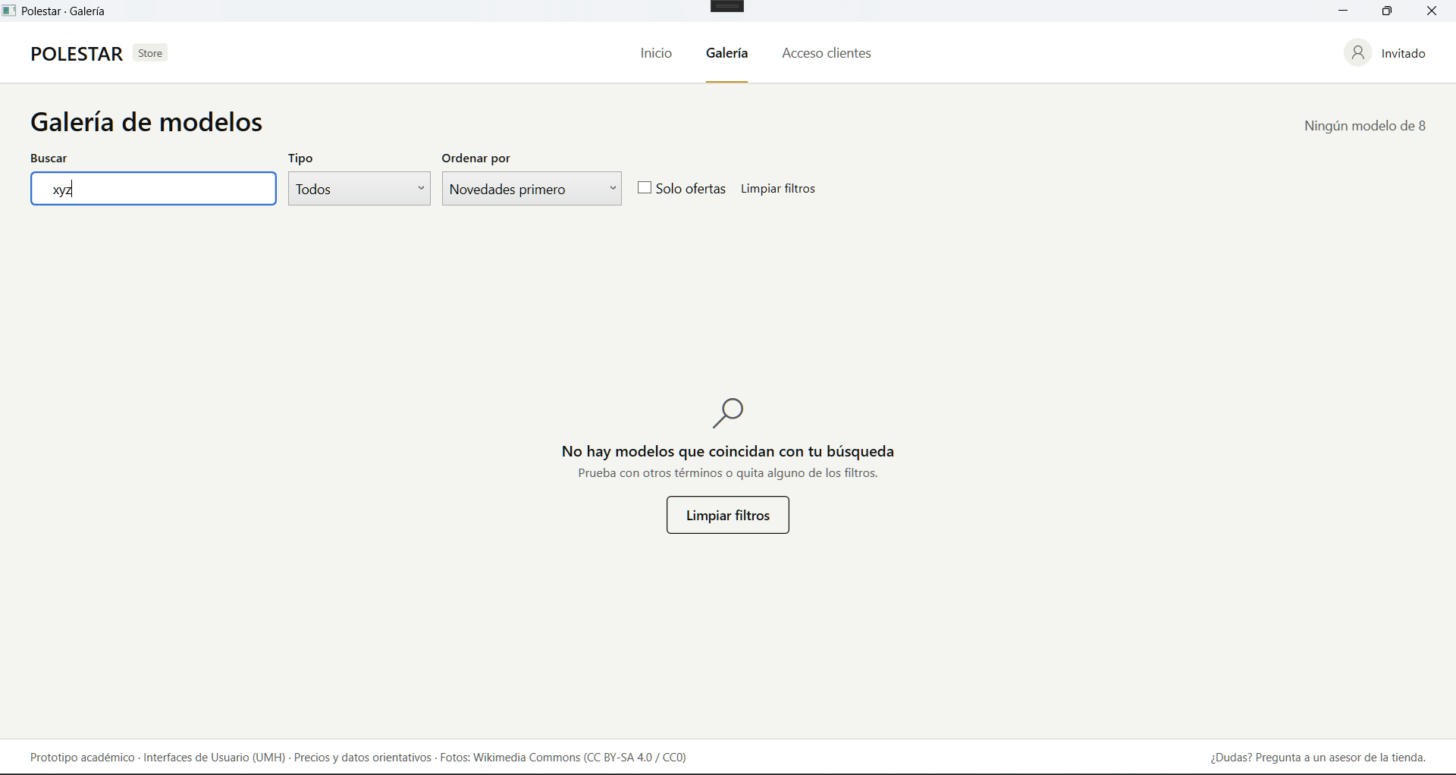 Polestar · Galería
POLESTAR Store Inicio Galería Acceso clientes Invitado
Galería de modelos
Ningún modelo de 8
Buscar Tipo Ordenar por
xyz Todos Novedades primero Solo ofertas Limpiar filtros
No hay modelos que coincidan con tu búsqueda
Prueba con otros términos o quita alguno de los filtros.
Limpiar filtros
Prototipo académico · Interfaces de Usuario (UMH) · Precios y datos orientativos · Fotos: Wikimedia Commons (CC BY-SA 4.0 / CC0) ¿Dudas? Pregunta a un asesor de la tienda.